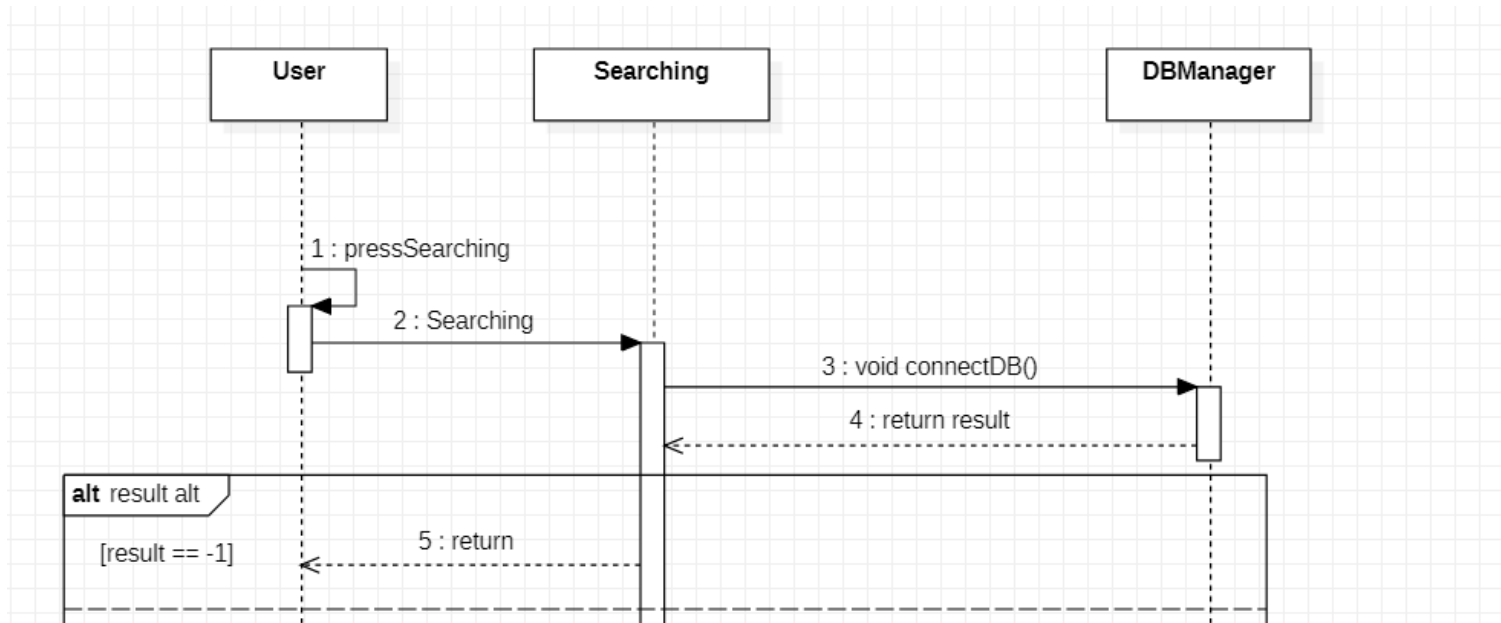 User
Searching
DBManager
1 : pressSearching
2 : Searching
3 : void connectDB()
4 : return result
alt result alt
5 : return
[result == -1]